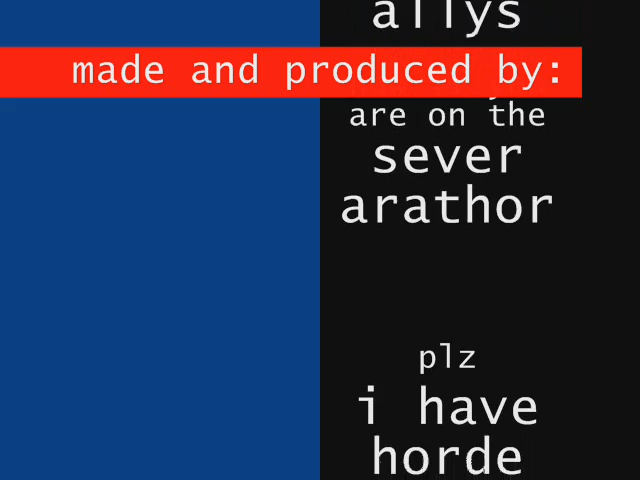 allys
made and produced by:
are on the
sever
arathor
plz
i have
horde